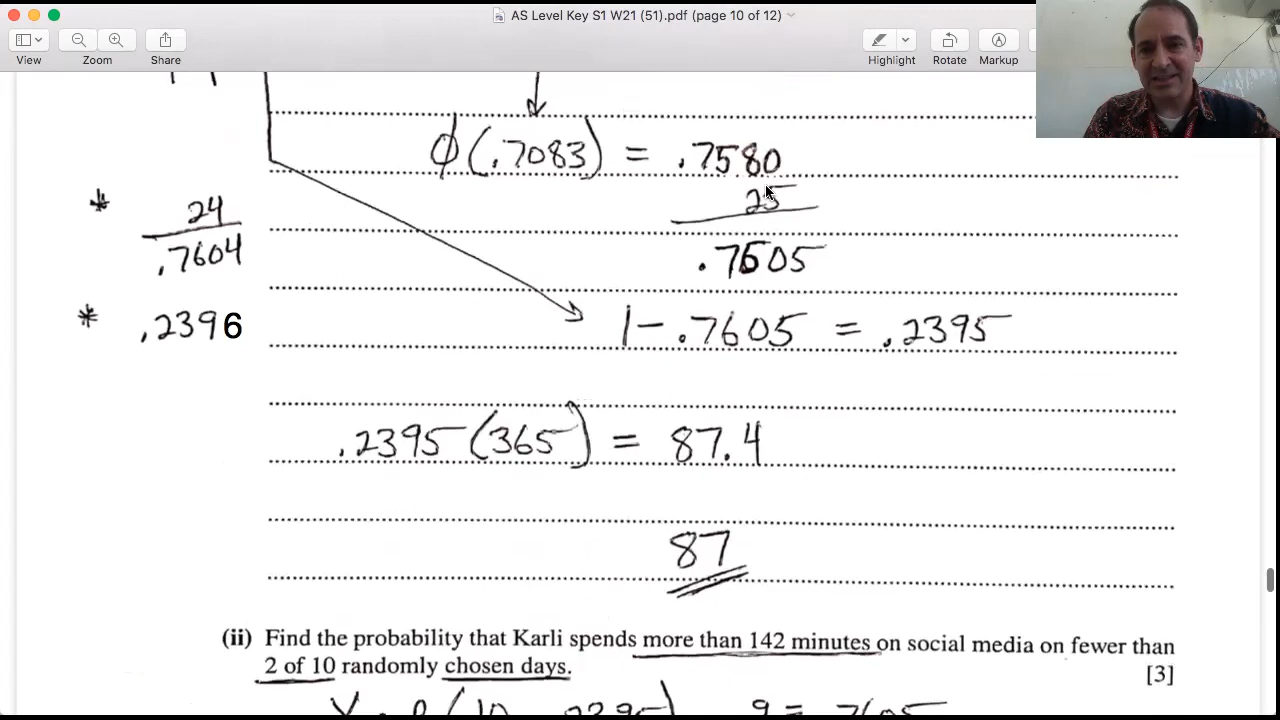 AS Level Key S1 W21 (51).pdf (page 10 of 12)
View Zoom Share Highlight Rotate Markup
ϕ(.7083) = .7580
25
.7605
* 24
.7604
* .2396
1 - .7605 = .2395
.2395(365) = 87.4
87
(ii) Find the probability that Karli spends more than 142 minutes on social media on fewer than
2 of 10 randomly chosen days. [3]